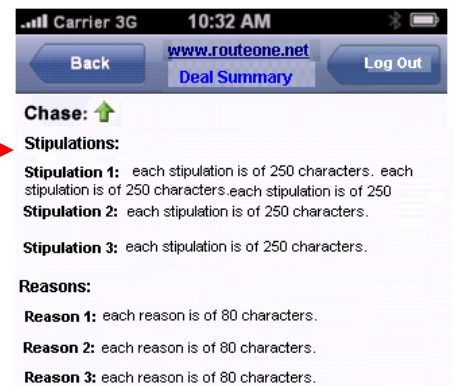 Carrier 3G 10:32 AM
Back www.routeone.net Log Out
Deal Summary
Chase:
Stipulations:
Stipulation 1: each stipulation is of 250 characters. each
stipulation is of 250 characters.each stipulation is of 250
Stipulation 2: each stipulation is of 250 characters.
Stipulation 3: each stipulation is of 250 characters.
Reasons:
Reason 1: each reason is of 80 characters.
Reason 2: each reason is of 80 characters.
Reason 3: each reason is of 80 characters.